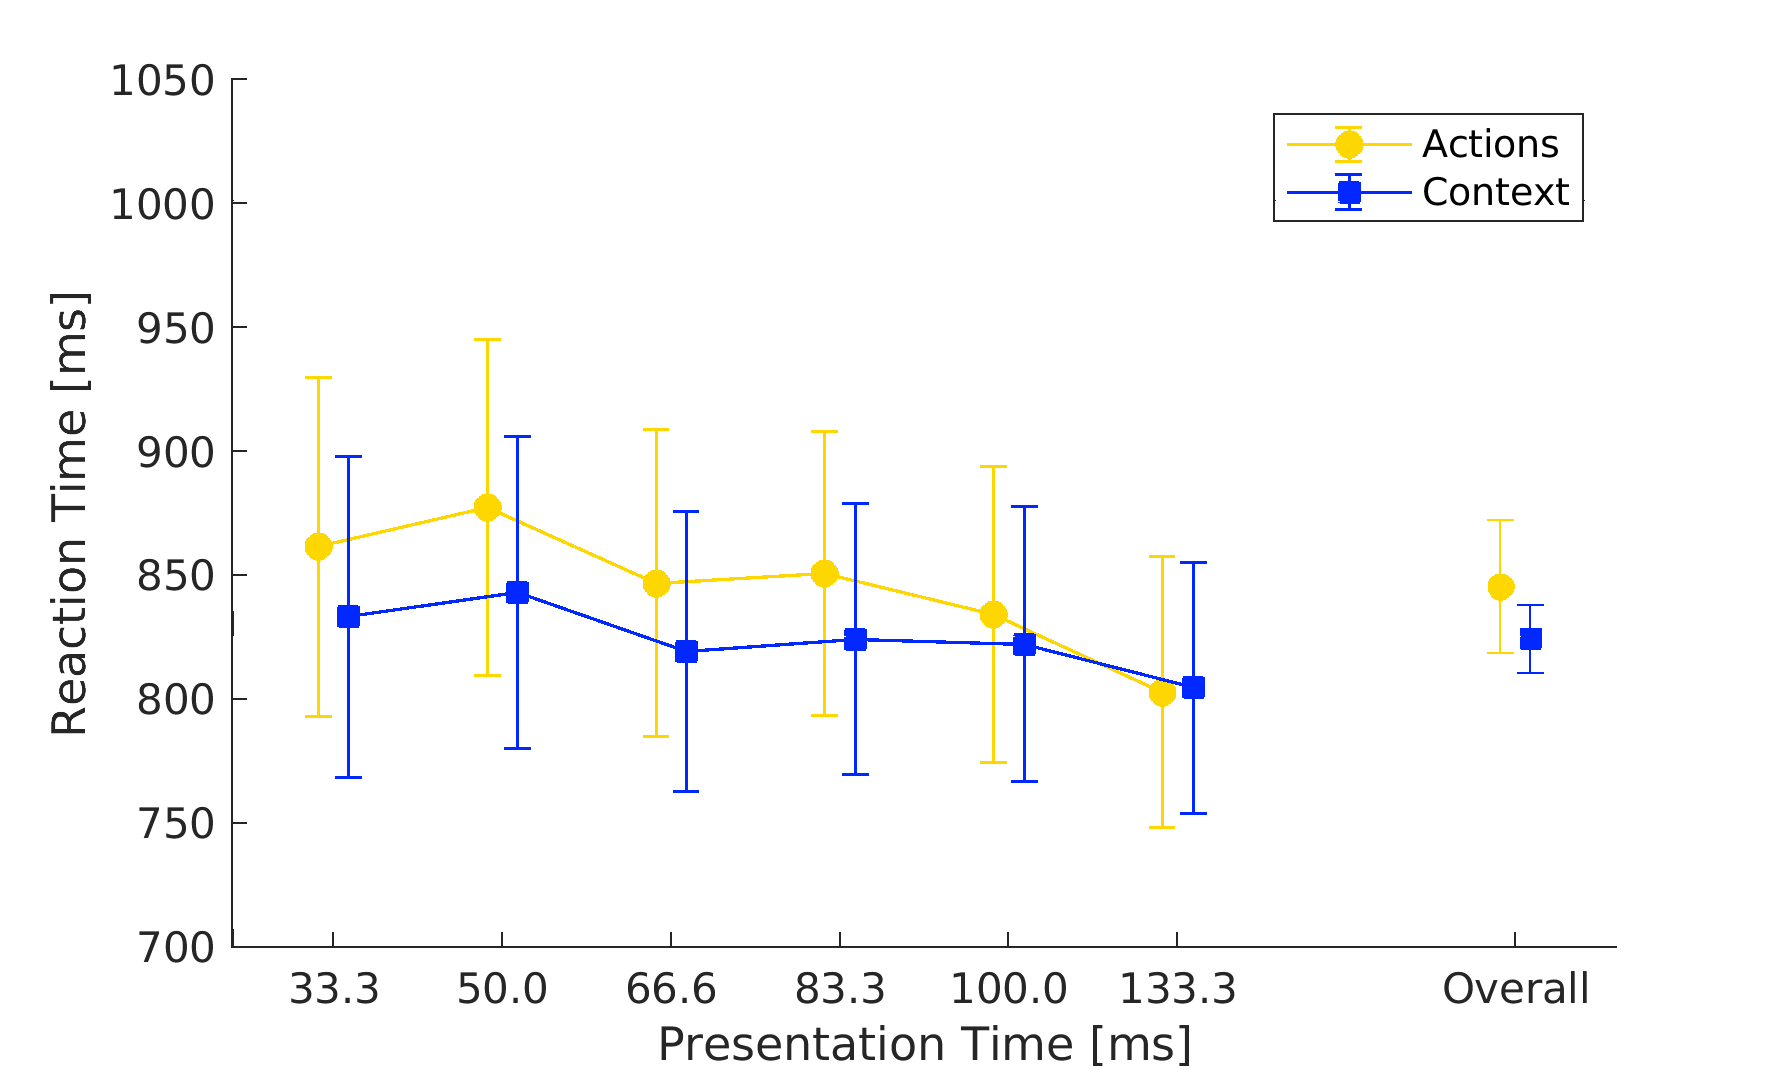 1050
1000
950
900
850
800
750
700
Reaction Time [ms]
Actions
Context
33.3 50.0 66.6 83.3 100.0 133.3 Overall
Presentation Time [ms]